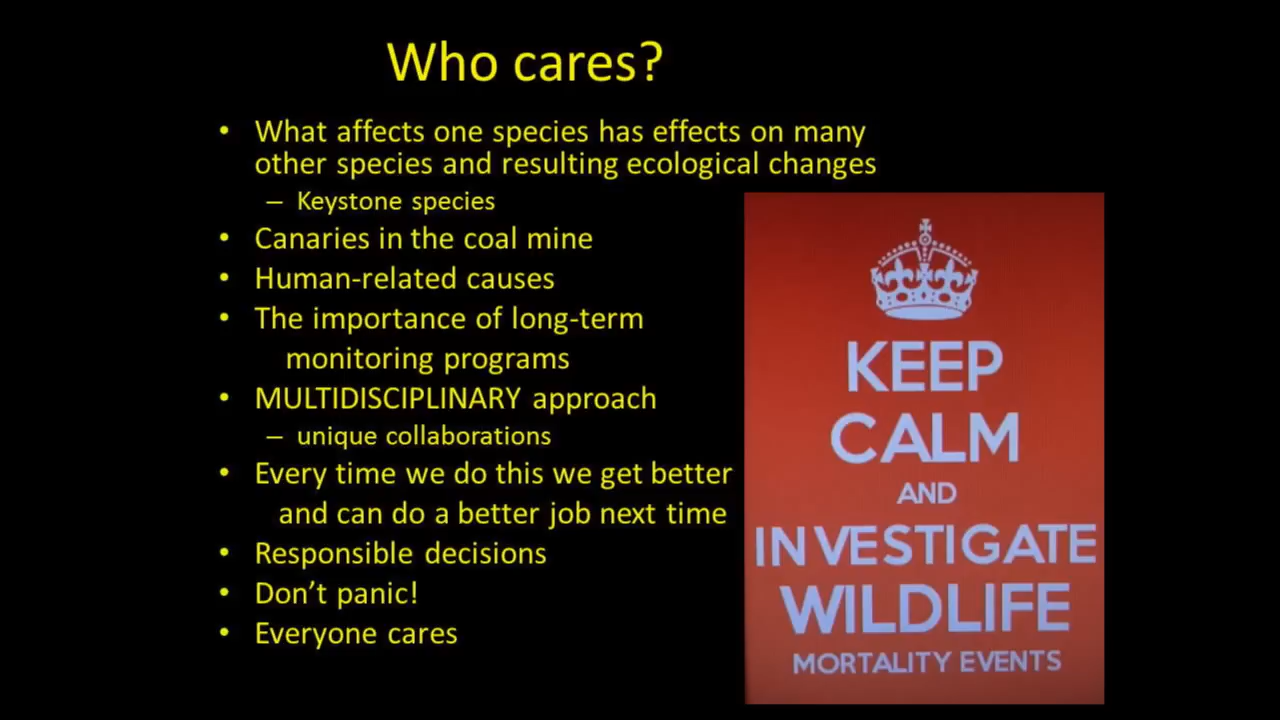 Who cares?
• What affects one species has effects on many
other species and resulting ecological changes
– Keystone species
• Canaries in the coal mine
• Human-related causes
• The importance of long-term
monitoring programs
• MULTIDISCIPLINARY approach
– unique collaborations
• Every time we do this we get better
and can do a better job next time
• Responsible decisions
• Don’t panic!
• Everyone cares
KEEP
CALM
AND
INVESTIGATE
WILDLIFE
MORTALITY EVENTS